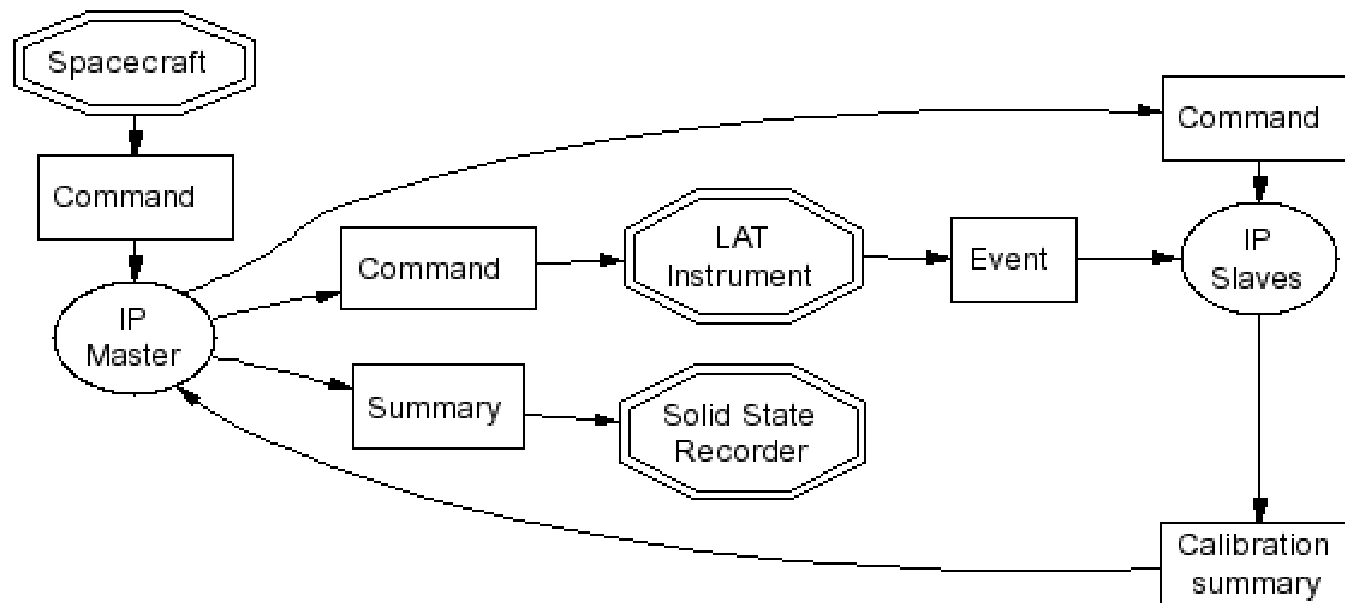 Spacecraft
Command
Command
LAT
Instrument
Event
IP
Slaves
Command
IP
Master
Summary
Solid State
Recorder
Calibration
summary